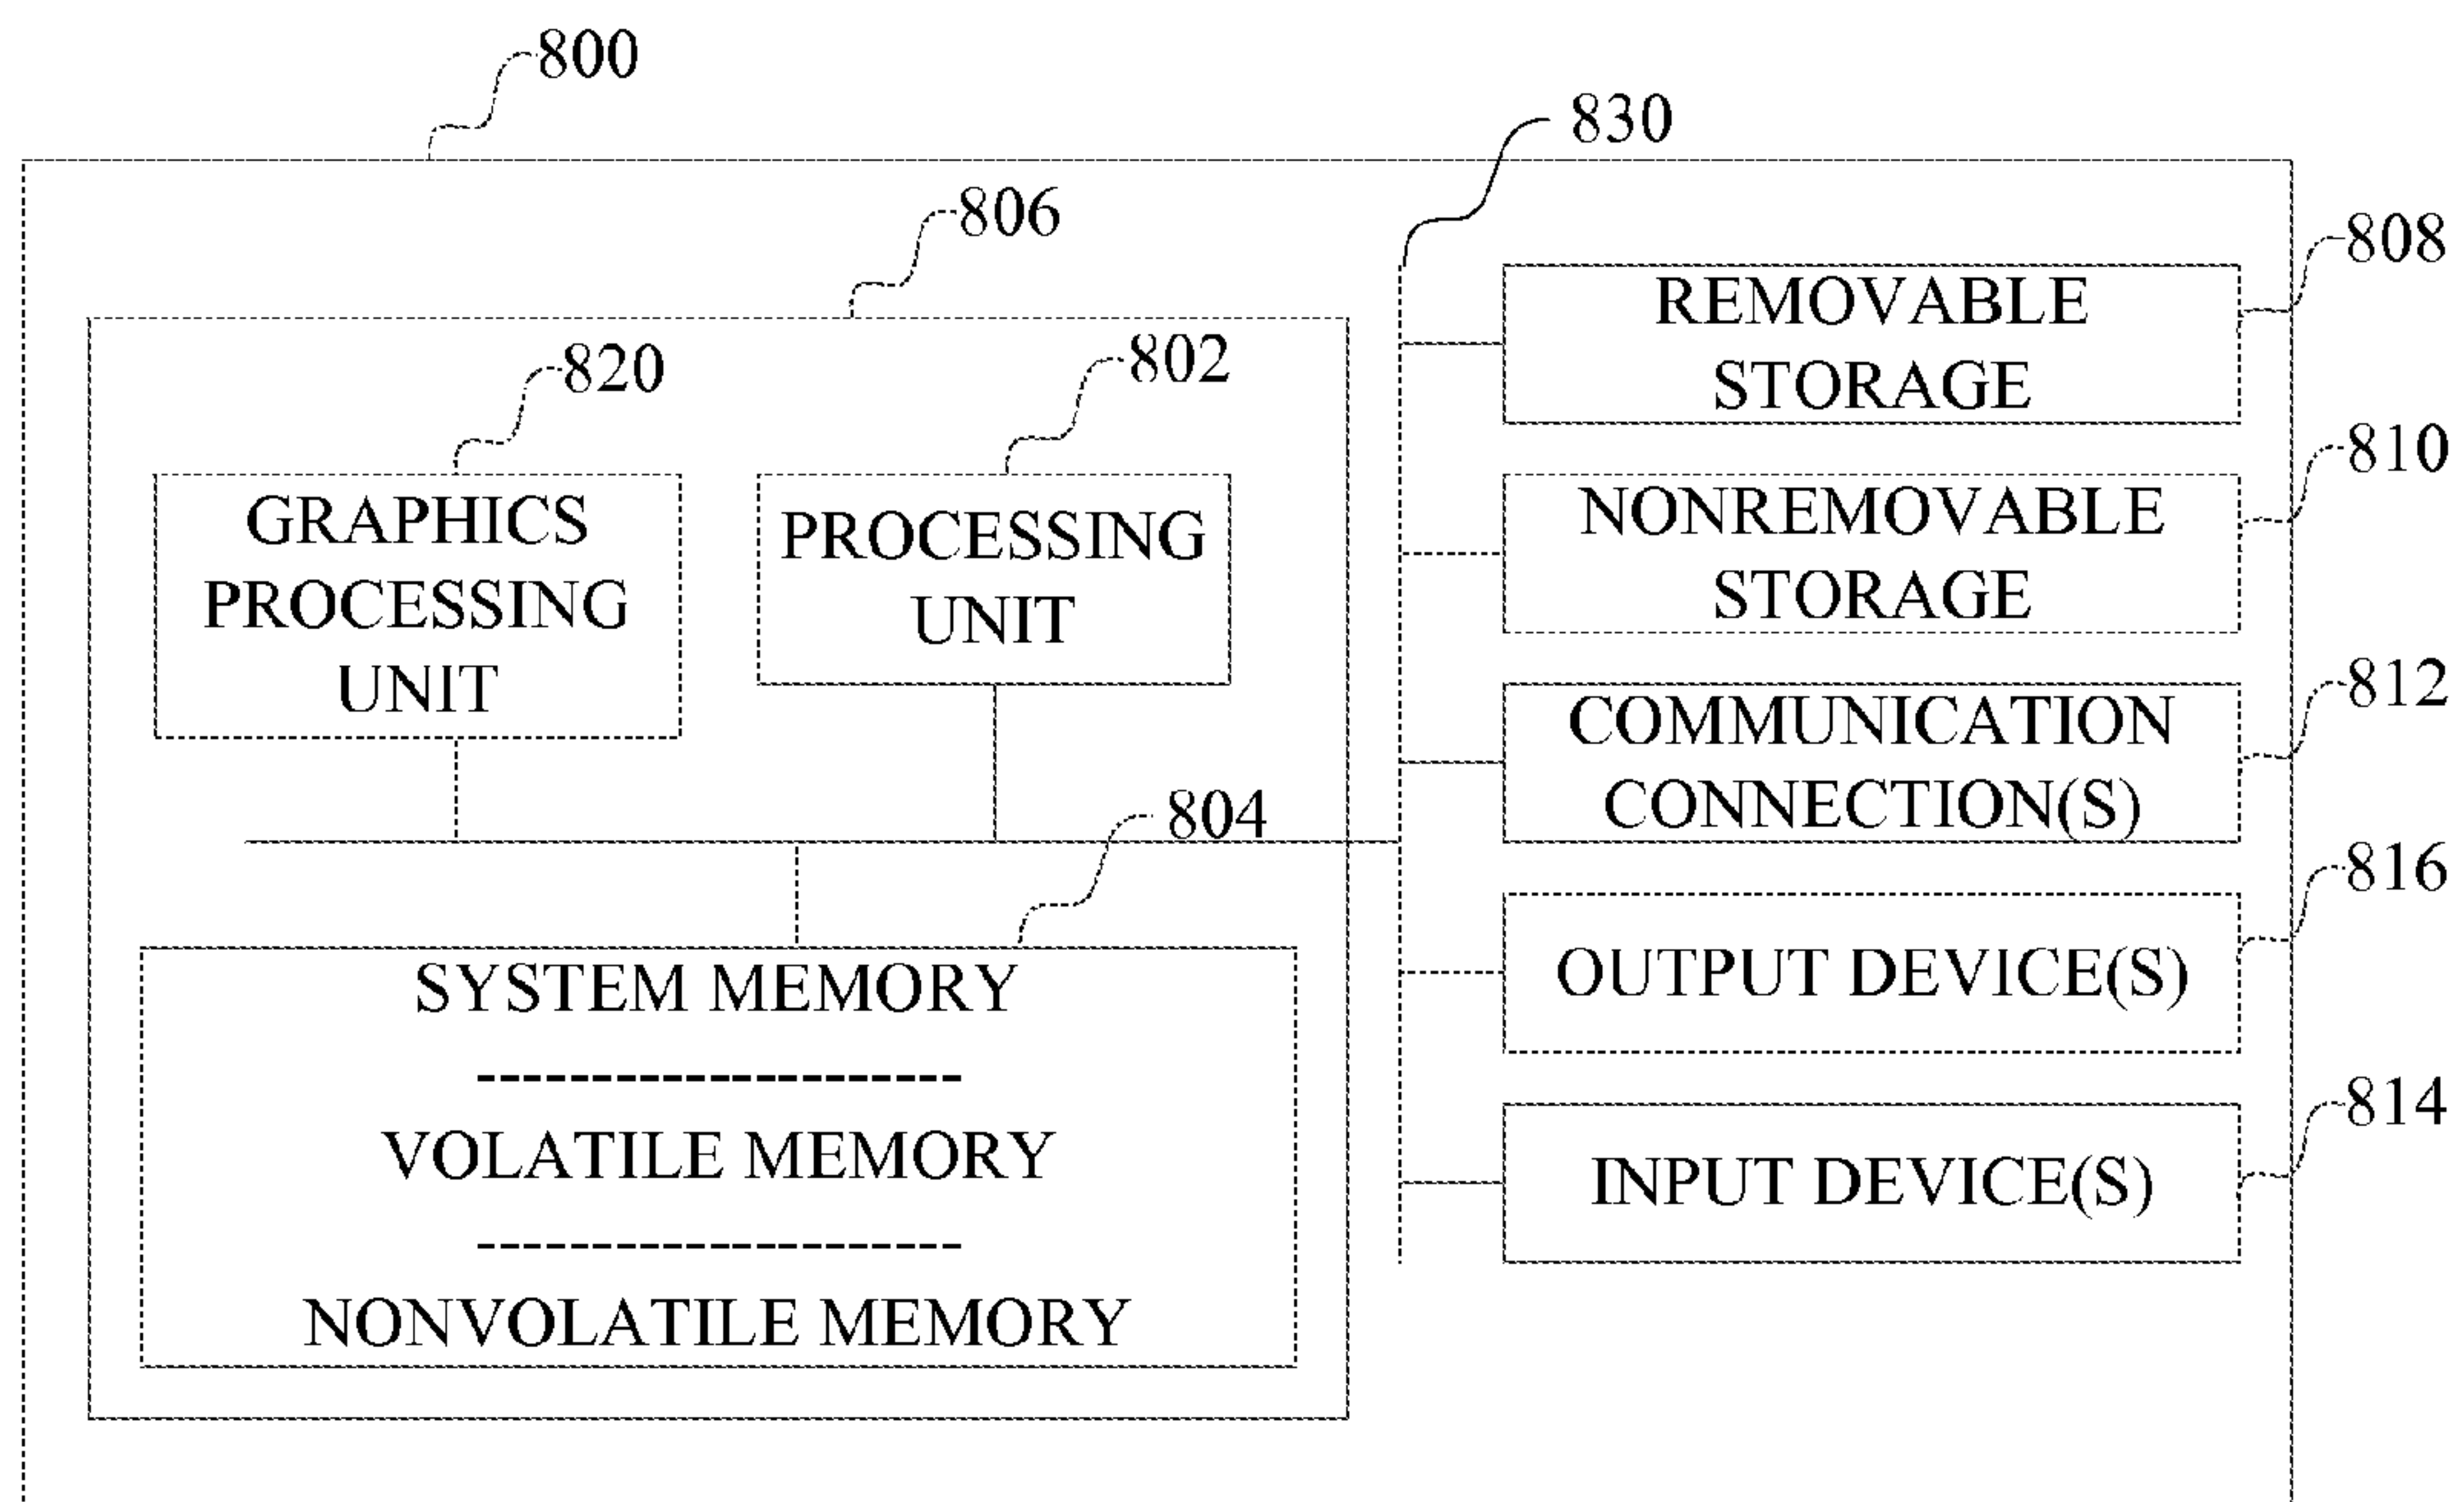 800
830
806
808
820
802
REMOVABLE
STORAGE
810
GRAPHICS
PROCESSING
UNIT
PROCESSING
UNIT
NONREMOVABLE
STORAGE
812
COMMUNICATION
CONNECTION(S)
804
816
SYSTEM MEMORY
VOLATILE MEMORY
NONVOLATILE MEMORY
OUTPUT DEVICE(S)
814
INPUT DEVICE(S)